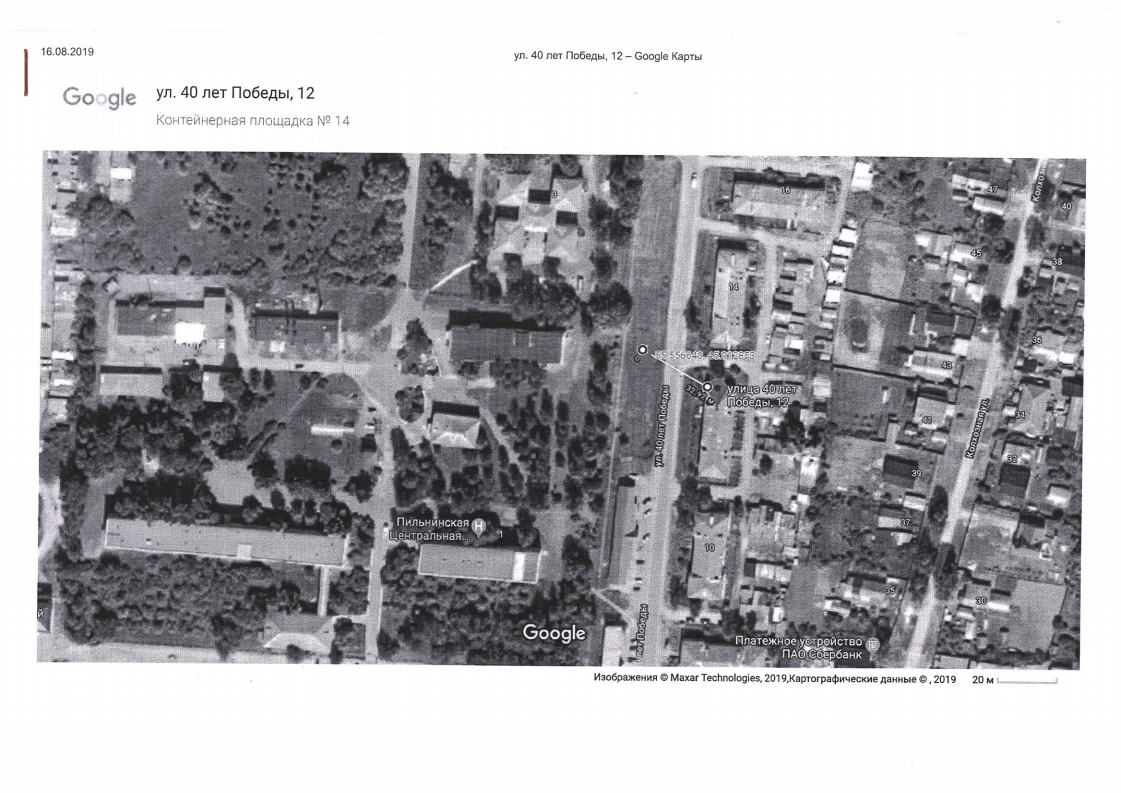 16.08.2019
ул. 40 лет Победы, 12 – Google Карты
Google
ул. 40 лет Победы, 12
Контейнерная площадка № 14
3
16
47
40
Колхозн
45
38
14
36
43
улица 40 лет
Победы, 12
ул. 40 лет Победы
41
34
Колхозная ул.
32
39
37
Пильнинская
Центральная...
H
1
10
35
30
й
Google
лет Победы
Платежное устройство
ПАО Сбербанк
Изображения © Maxar Technologies, 2019,Картографические данные © , 2019
20 м